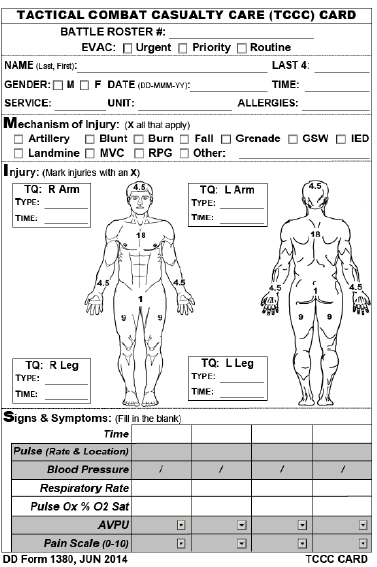 TACTICAL COMBAT CASUALTY CARE (TCCC) CARD
BATTLE ROSTER #:
EVAC: Urgent Priority Routine
NAME (Last, First): LAST 4:
GENDER: M F DATE (DD-MMM-YY): TIME:
SERVICE: UNIT: ALLERGIES:
Mechanism of Injury: (X all that apply)
Artillery Blunt Burn Fall Grenade GSW IED
Landmine MVC RPG Other:
Injury: (Mark injuries with an X)
TQ: R Arm
TYPE:
TIME:
4.5
18
4.5 4.5
1
9 9
TQ: L Arm
TYPE:
TIME:
4.5
18
4.5 4.5
1
9 9
TQ: R Leg
TYPE:
TIME:
TQ: L Leg
TYPE:
TIME:
Signs & Symptoms: (Fill in the blank)
Time
Pulse (Rate & Location)
Blood Pressure / / / /
Respiratory Rate
Pulse Ox % O2 Sat
AVPU
Pain Scale (0-10)
DD Form 1380, JUN 2014 TCCC CARD